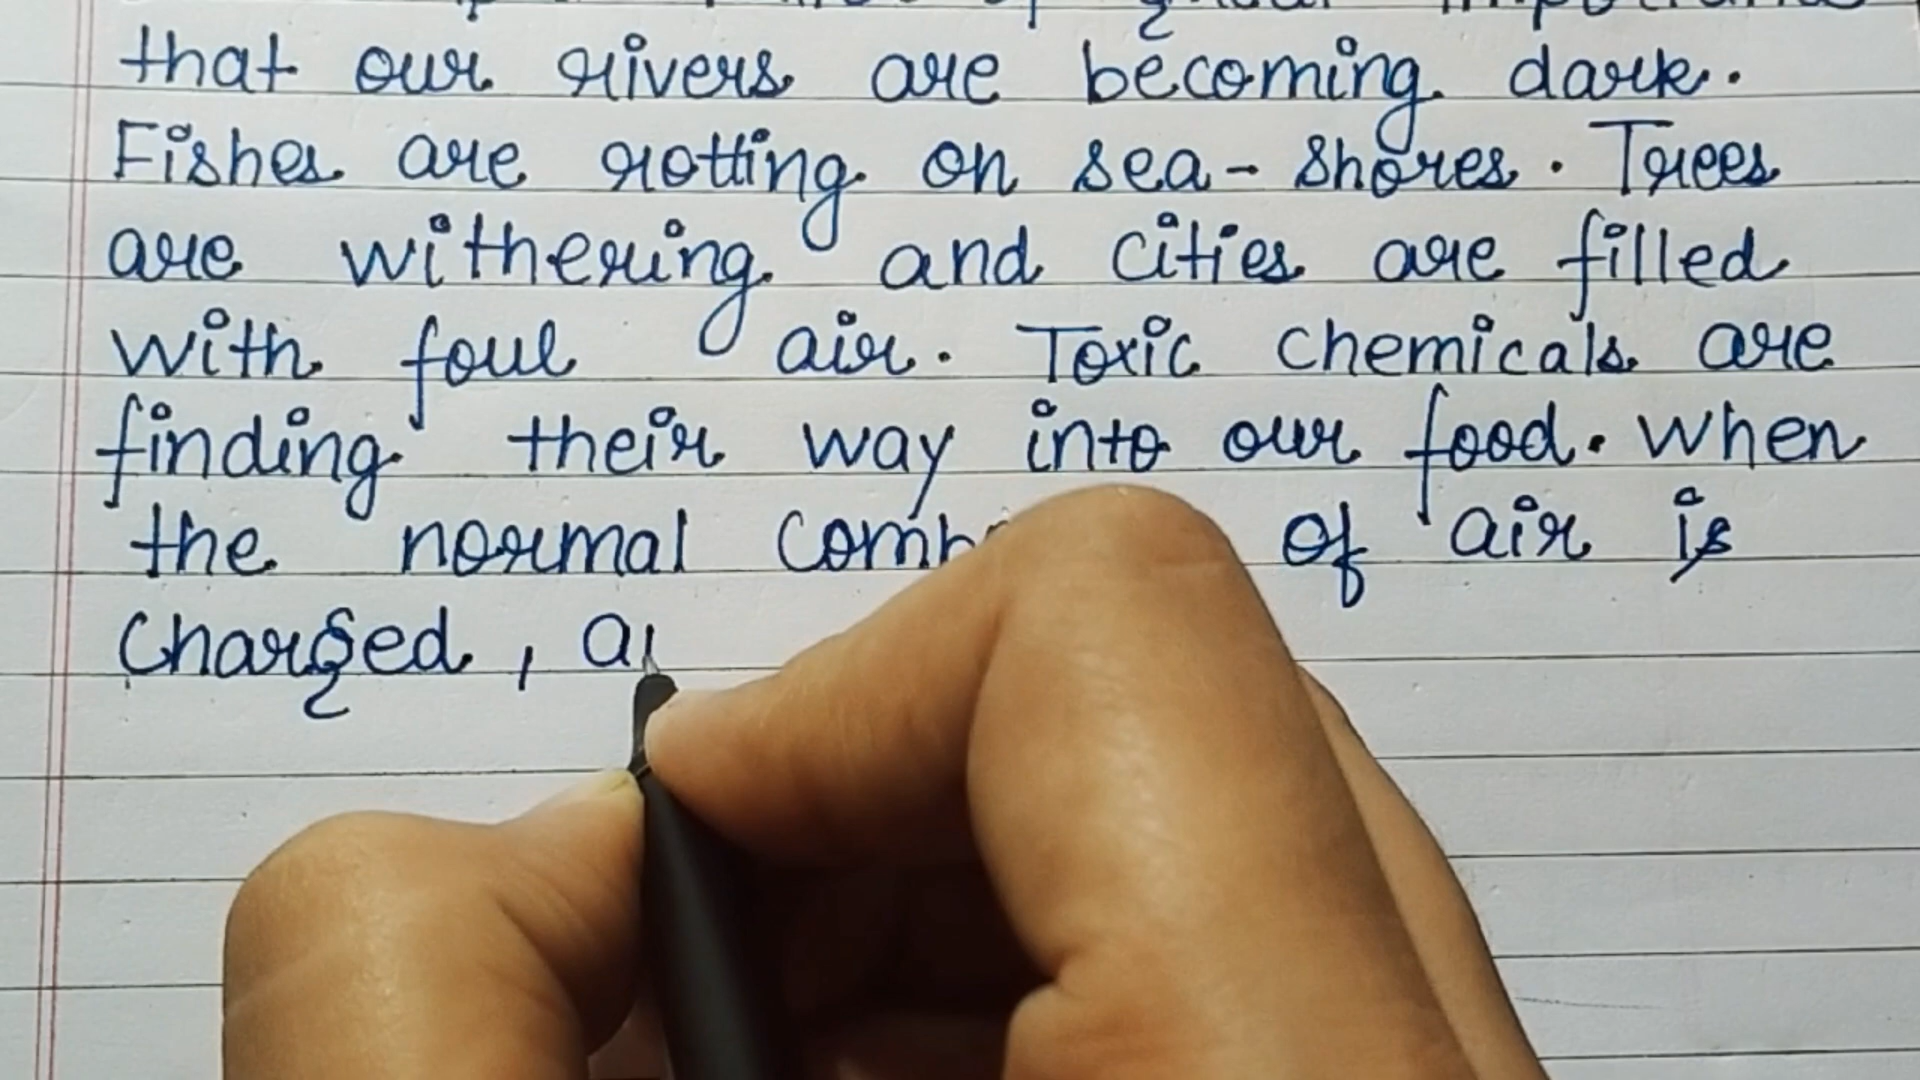 that our rivers are becoming dark.
Fishes are rotting on sea-shores. Trees
are withering and cities are filled
with foul air. Toxic chemicals are
finding their way into our food. When
the normal of air is
charged, a